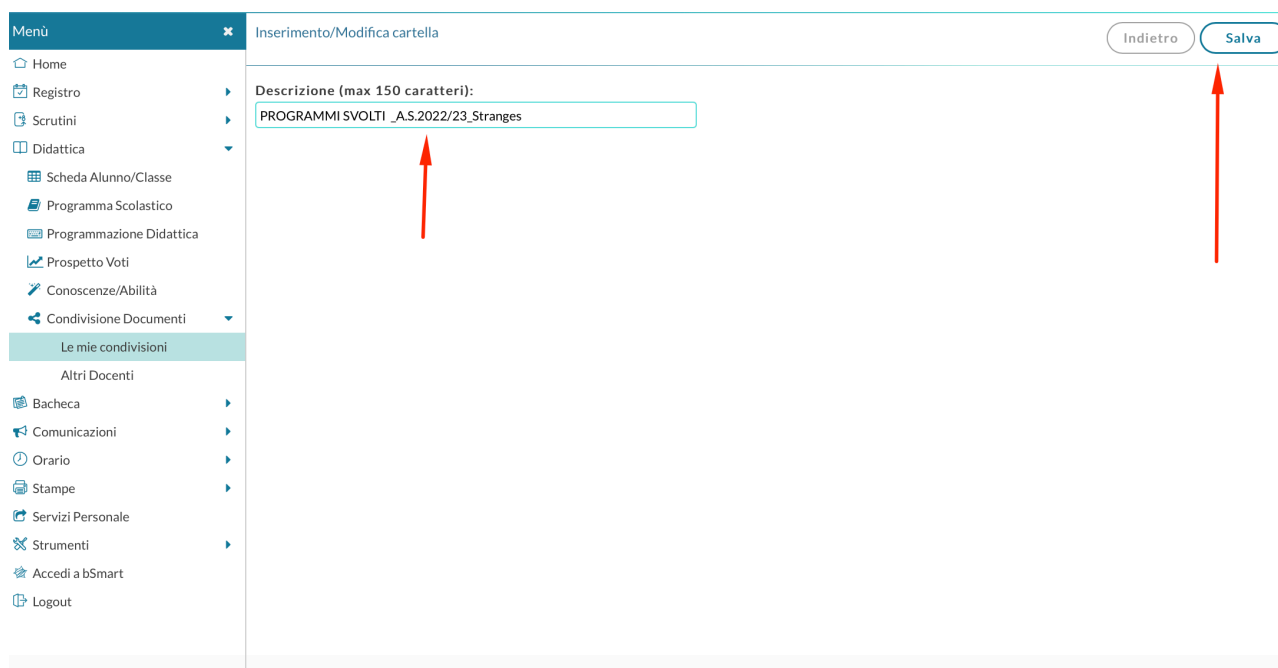 Menù
Inserimento/Modifica cartella
Indietro
Salva
Home
Registro
Scrutini
Didattica
Scheda Alunno/Classe
Programma Scolastico
Programmazione Didattica
Prospetto Voti
Conoscenze/Abilità
Condivisione Documenti
Le mie condivisioni
Altri Docenti
Bacheca
Comunicazioni
Orario
Stampe
Servizi Personale
Strumenti
Accedi a bSmart
Logout
Descrizione (max 150 caratteri):
PROGRAMMI SVOLTI _A.S.2022/23_Stranges